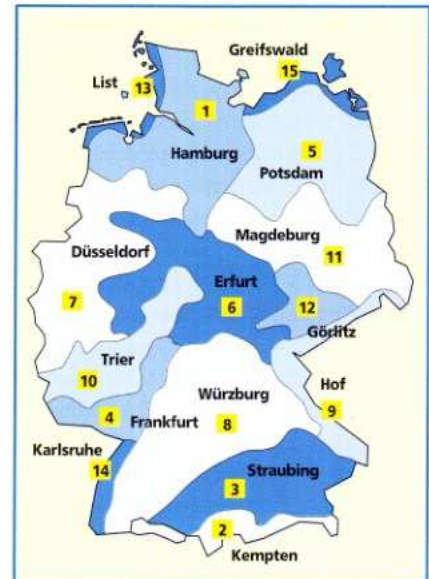 Greifswald
15
List
13
1
Hamburg
5
Potsdam
Düsseldorf
Magdeburg
11
Erfurt
7
6
12
Görlitz
Trier
10
Hof
Würzburg
4
Frankfurt
8
9
Karlsruhe
14
Straubing
3
2
Kempten